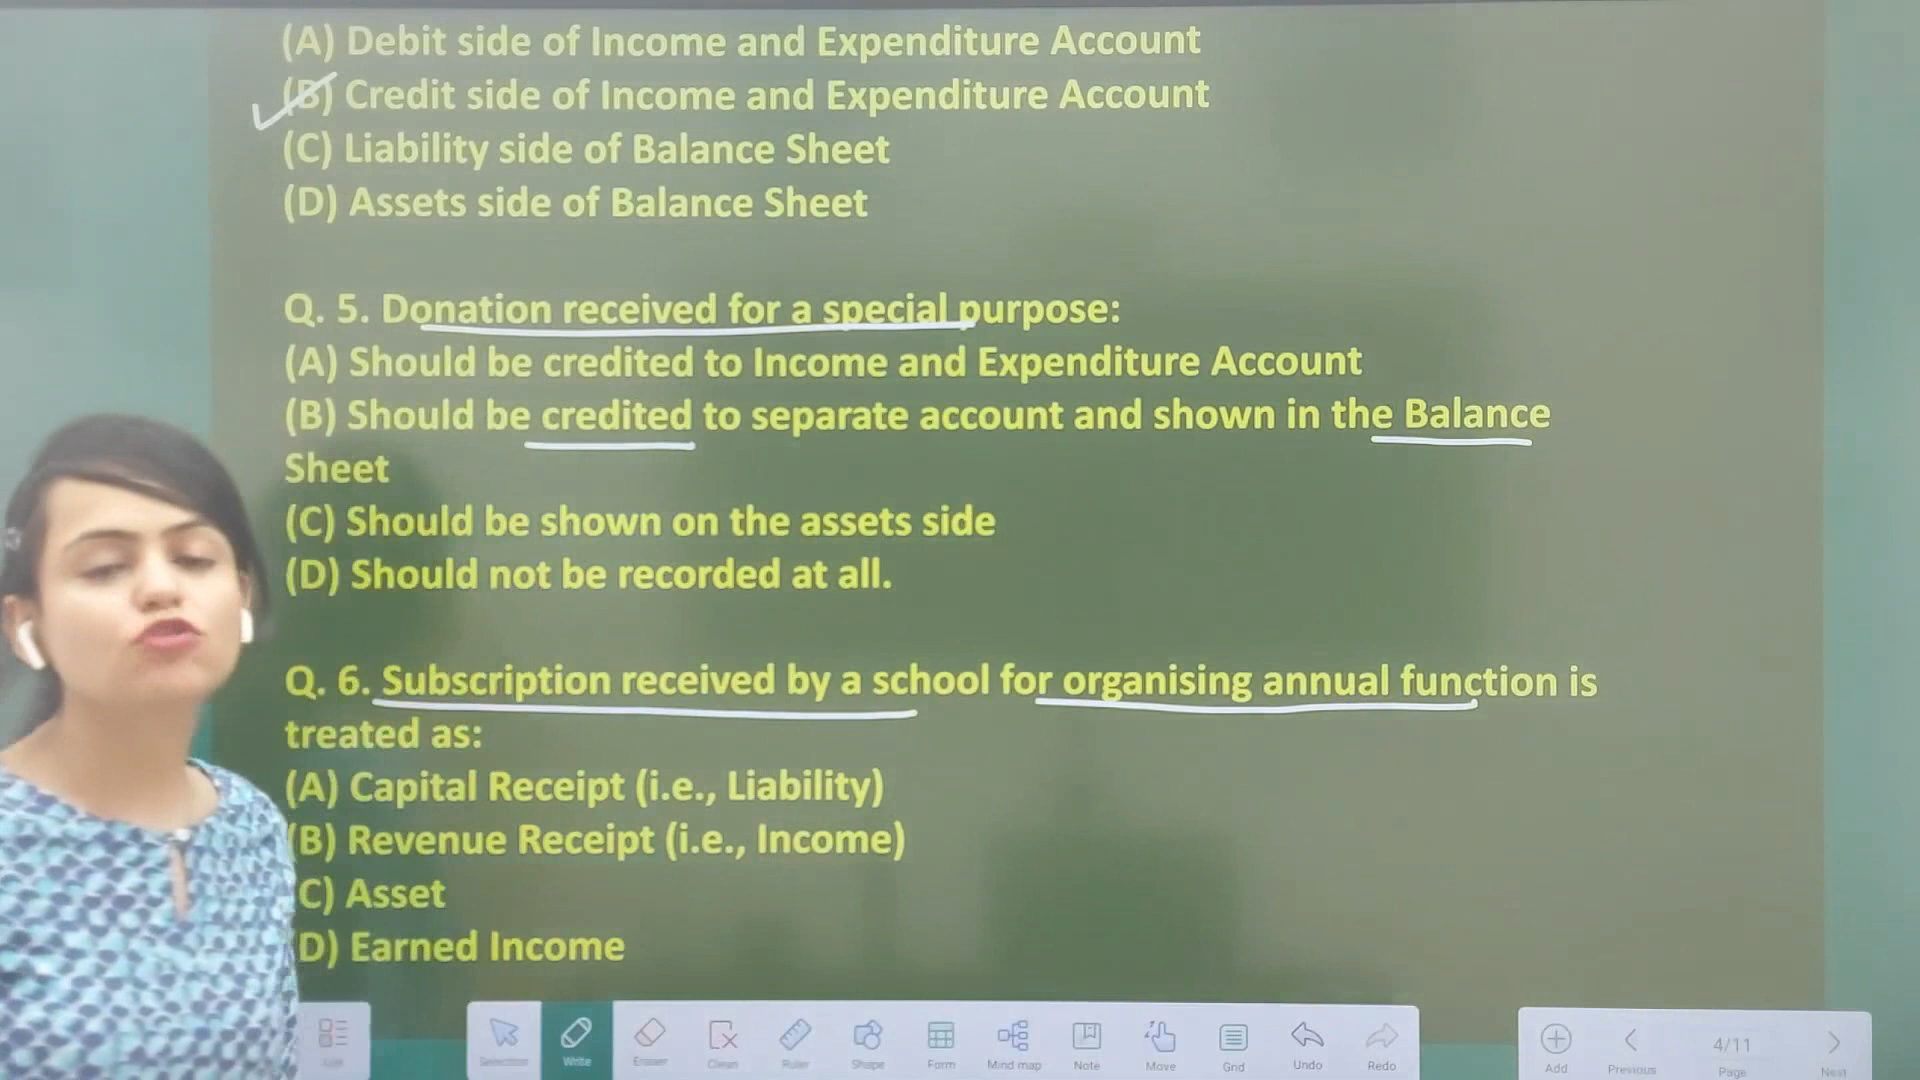 (A) Debit side of Income and Expenditure Account
(B) Credit side of Income and Expenditure Account
(C) Liability side of Balance Sheet
(D) Assets side of Balance Sheet
Q. 5. Donation received for a special purpose:
(A) Should be credited to Income and Expenditure Account
(B) Should be credited to separate account and shown in the Balance
Sheet
(C) Should be shown on the assets side
(D) Should not be recorded at all.
Q. 6. Subscription received by a school for organising annual function is
treated as:
(A) Capital Receipt (i.e., Liability)
(B) Revenue Receipt (i.e., Income)
C) Asset
D) Earned Income
Selection Write Eraser Clean Ruler Shape Form Mind map Note Move Grid Undo Redo
Add Previous 4/11 Page Next